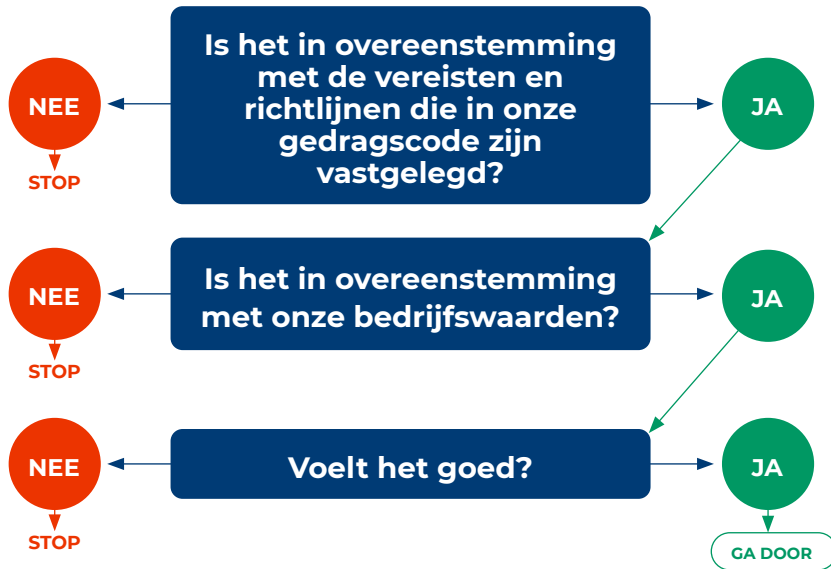 Is het in overeenstemming
met de vereisten en
richtlijnen die in onze
gedragscode zijn
vastgelegd?
NEE
JA
STOP
Is het in overeenstemming
met onze bedrijfswaarden?
NEE
JA
STOP
Voelt het goed?
NEE
JA
STOP
GA DOOR